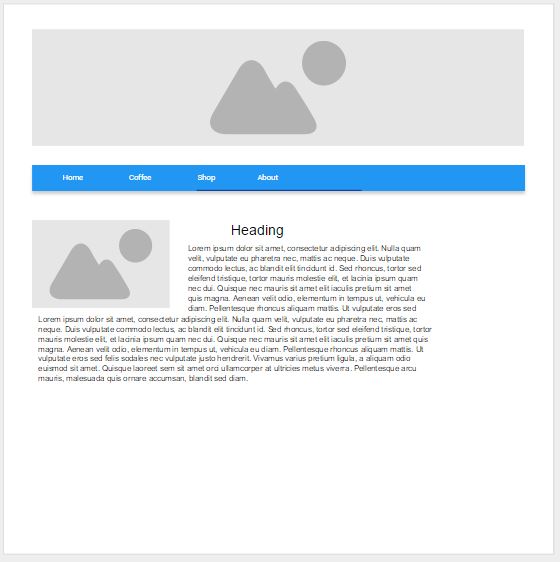 Home Coffee Shop About
Heading
Lorem ipsum dolor sit amet, consectetur adipiscing elit. Nulla quam
velit, vulputate eu pharetra nec, mattis ac neque. Duis vulputate
commodo lectus, ac blandit elit tincidunt id. Sed rhoncus, tortor sed
eleifend tristique, tortor mauris molestie elit, et lacinia ipsum quam
nec dui. Quisque nec mauris sit amet elit iaculis pretium sit amet
quis magna. Aenean velit odio, elementum in tempus ut, vehicula eu
diam. Pellentesque rhoncus aliquam mattis. Ut vulputate eros sed
Lorem ipsum dolor sit amet, consectetur adipiscing elit. Nulla quam velit, vulputate eu pharetra nec, mattis ac
neque. Duis vulputate commodo lectus, ac blandit elit tincidunt id. Sed rhoncus, tortor sed eleifend tristique, tortor
mauris molestie elit, et lacinia ipsum quam nec dui. Quisque nec mauris sit amet elit iaculis pretium sit amet quis
magna. Aenean velit odio, elementum in tempus ut, vehicula eu diam. Pellentesque rhoncus aliquam mattis. Ut
vulputate eros sed felis sodales nec vulputate justo hendrerit. Vivamus varius pretium ligula, a aliquam odio
euismod sit amet. Quisque laoreet sem sit amet orci ullamcorper at ultricies metus viverra. Pellentesque arcu
mauris, malesuada quis ornare accumsan, blandit sed diam.